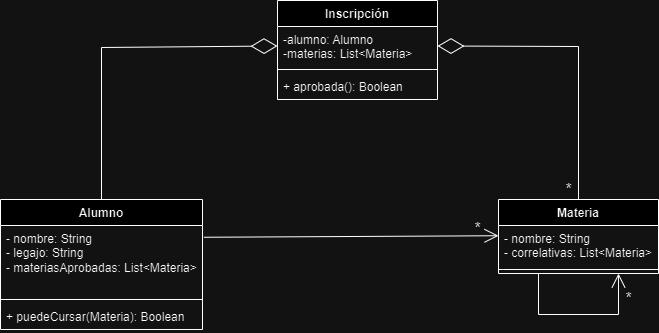 Inscripción
-alumno: Alumno
-materias: List<Materia>
+ aprobada(): Boolean
*
Alumno
- nombre: String
- legajo: String
- materiasAprobadas: List<Materia>
+ puedeCursar(Materia): Boolean
*
Materia
- nombre: String
- correlativas: List<Materia>
*